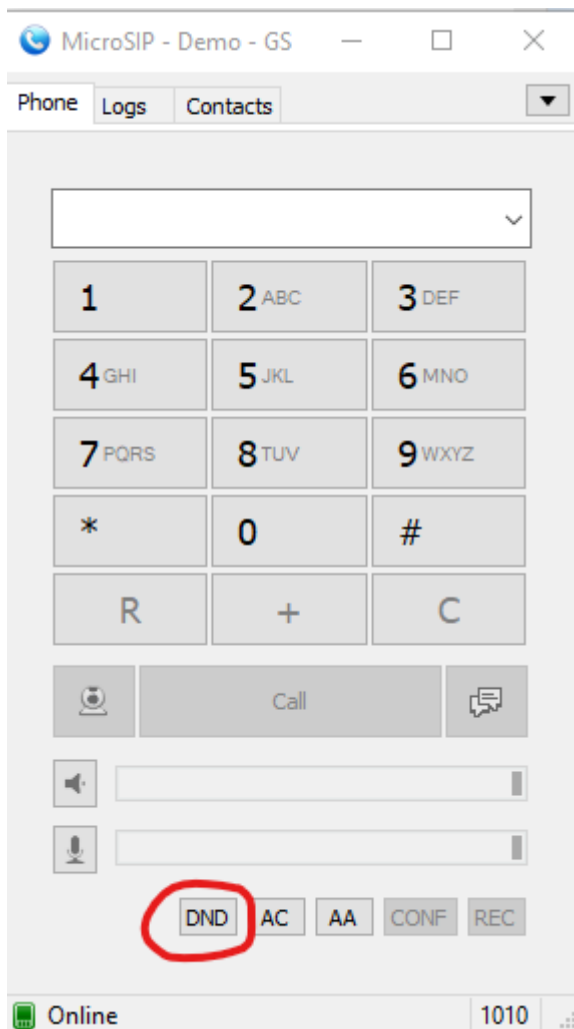 MicroSIP - Demo - GS
Phone Logs Contacts
1 2 ABC 3 DEF
4 GHI 5 JKL 6 MNO
7 PQRS 8 TUV 9 WXYZ
* 0 #
R + C
Call
DND AC AA CONF REC
Online 1010